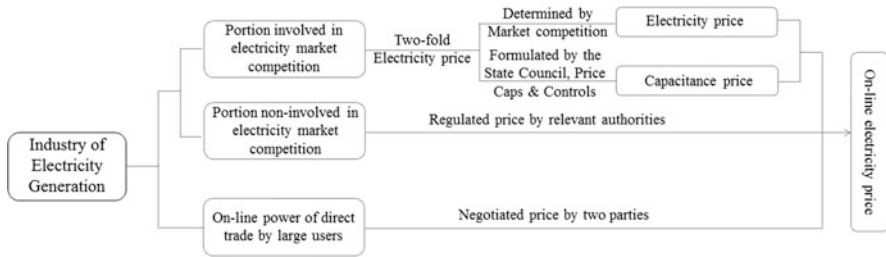 Industry of
Electricity
Generation
Portion involved in
electricity market
competition
Two-fold
Electricity price
Determined by
Market competition
Electricity price
Formulated by the
State Council, Price
Caps & Controls
Capacitance price
Portion non-involved in
electricity market
competition
Regulated price by relevant authorities
On-line power of direct
trade by large users
Negotiated price by two parties
On-line electricity
price